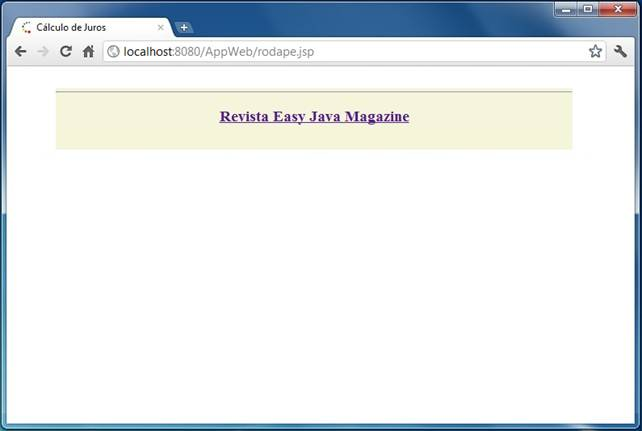 Cálculo de Juros
localhost:8080/AppWeb/rodape.jsp
Revista Easy Java Magazine